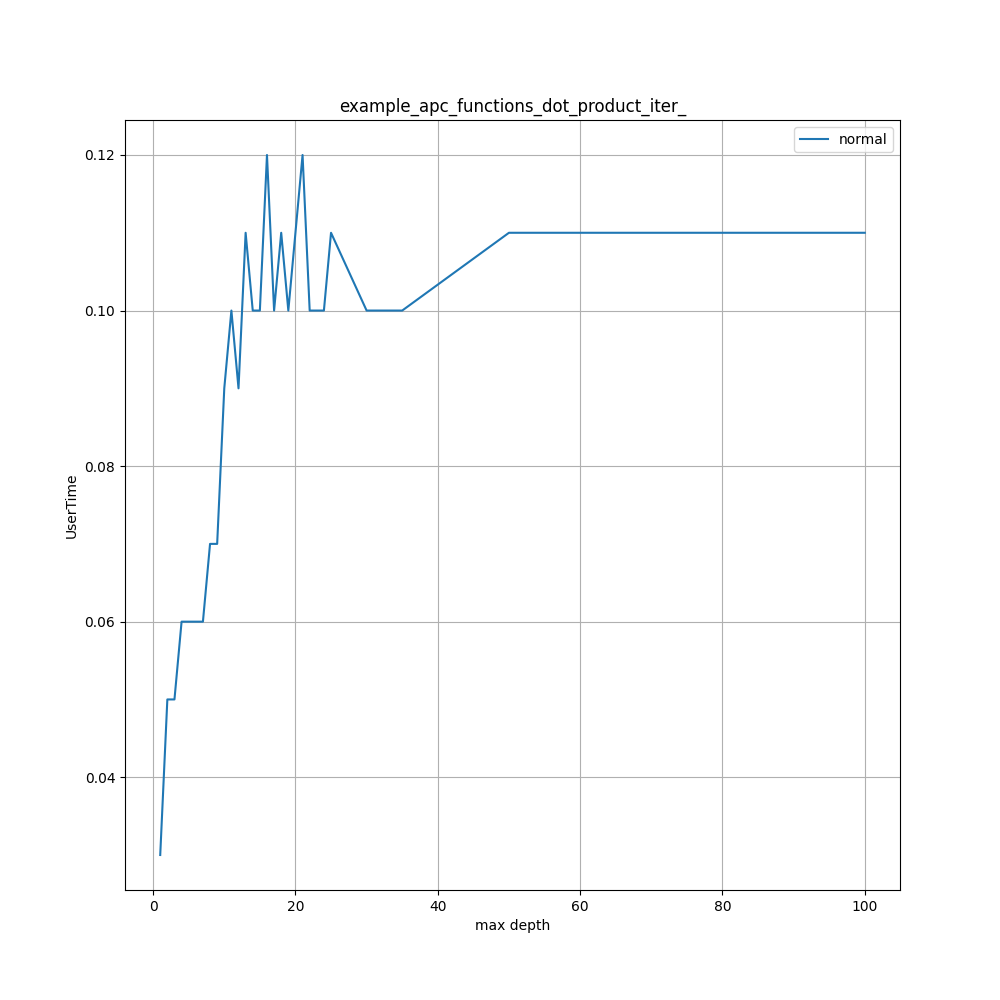 example_apc_functions_dot_product_iter_
normal
0.12
0.10
0.08
0.06
0.04
UserTime
0 20 40 60 80 100
max depth